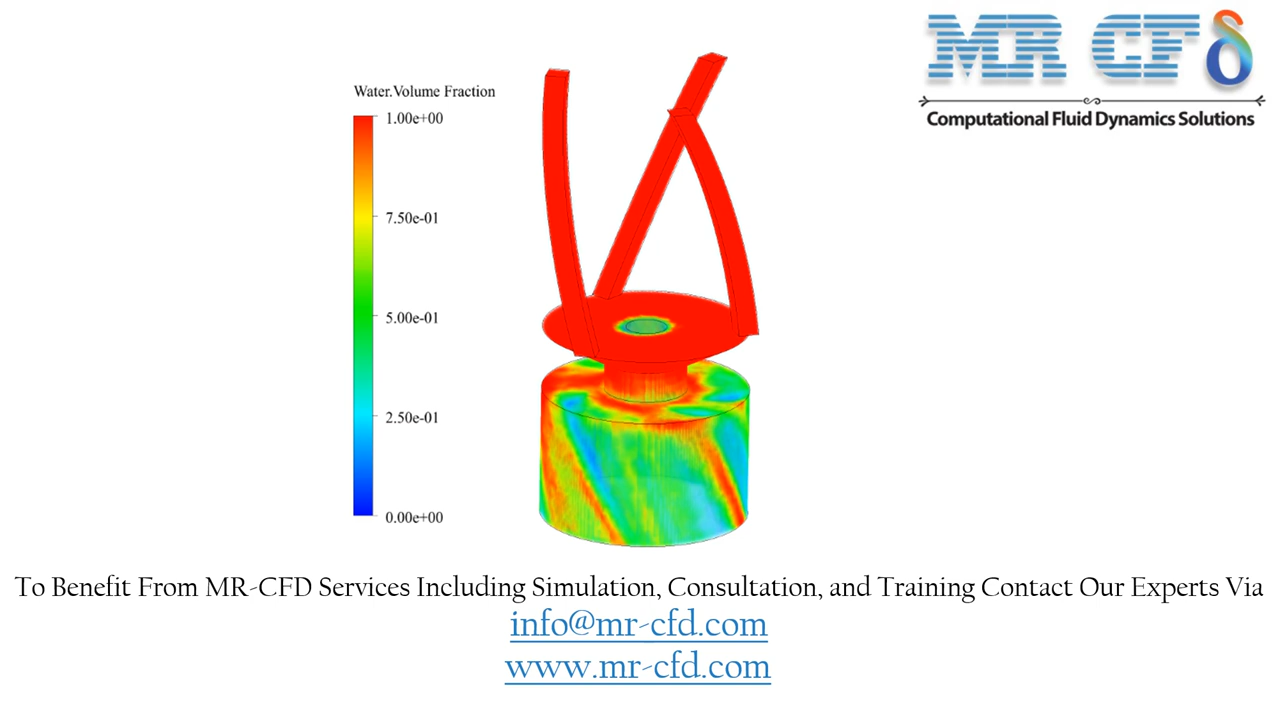 MR CFδ
Computational Fluid Dynamics Solutions
Water.Volume Fraction
1.00e+00
7.50e-01
5.00e-01
2.50e-01
0.00e+00
To Benefit From MR-CFD Services Including Simulation, Consultation, and Training Contact Our Experts Via
info@mr-cfd.com
www.mr-cfd.com